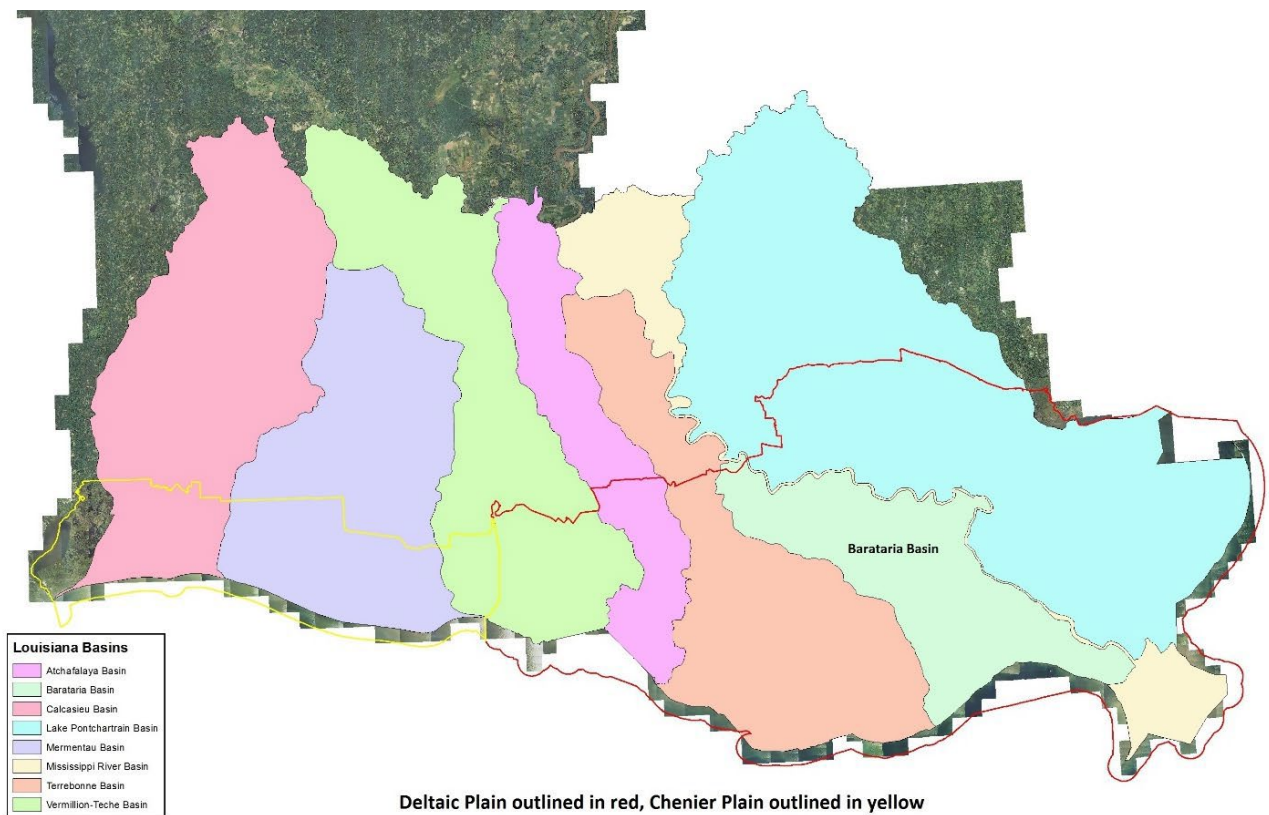 Barataria Basin
Louisiana Basins
Atchafalaya Basin
Barataria Basin
Calcasieu Basin
Lake Pontchartrain Basin
Mermentau Basin
Mississippi River Basin
Terrebonne Basin
Vermillion-Teche Basin
Deltaic Plain outlined in red, Chenier Plain outlined in yellow